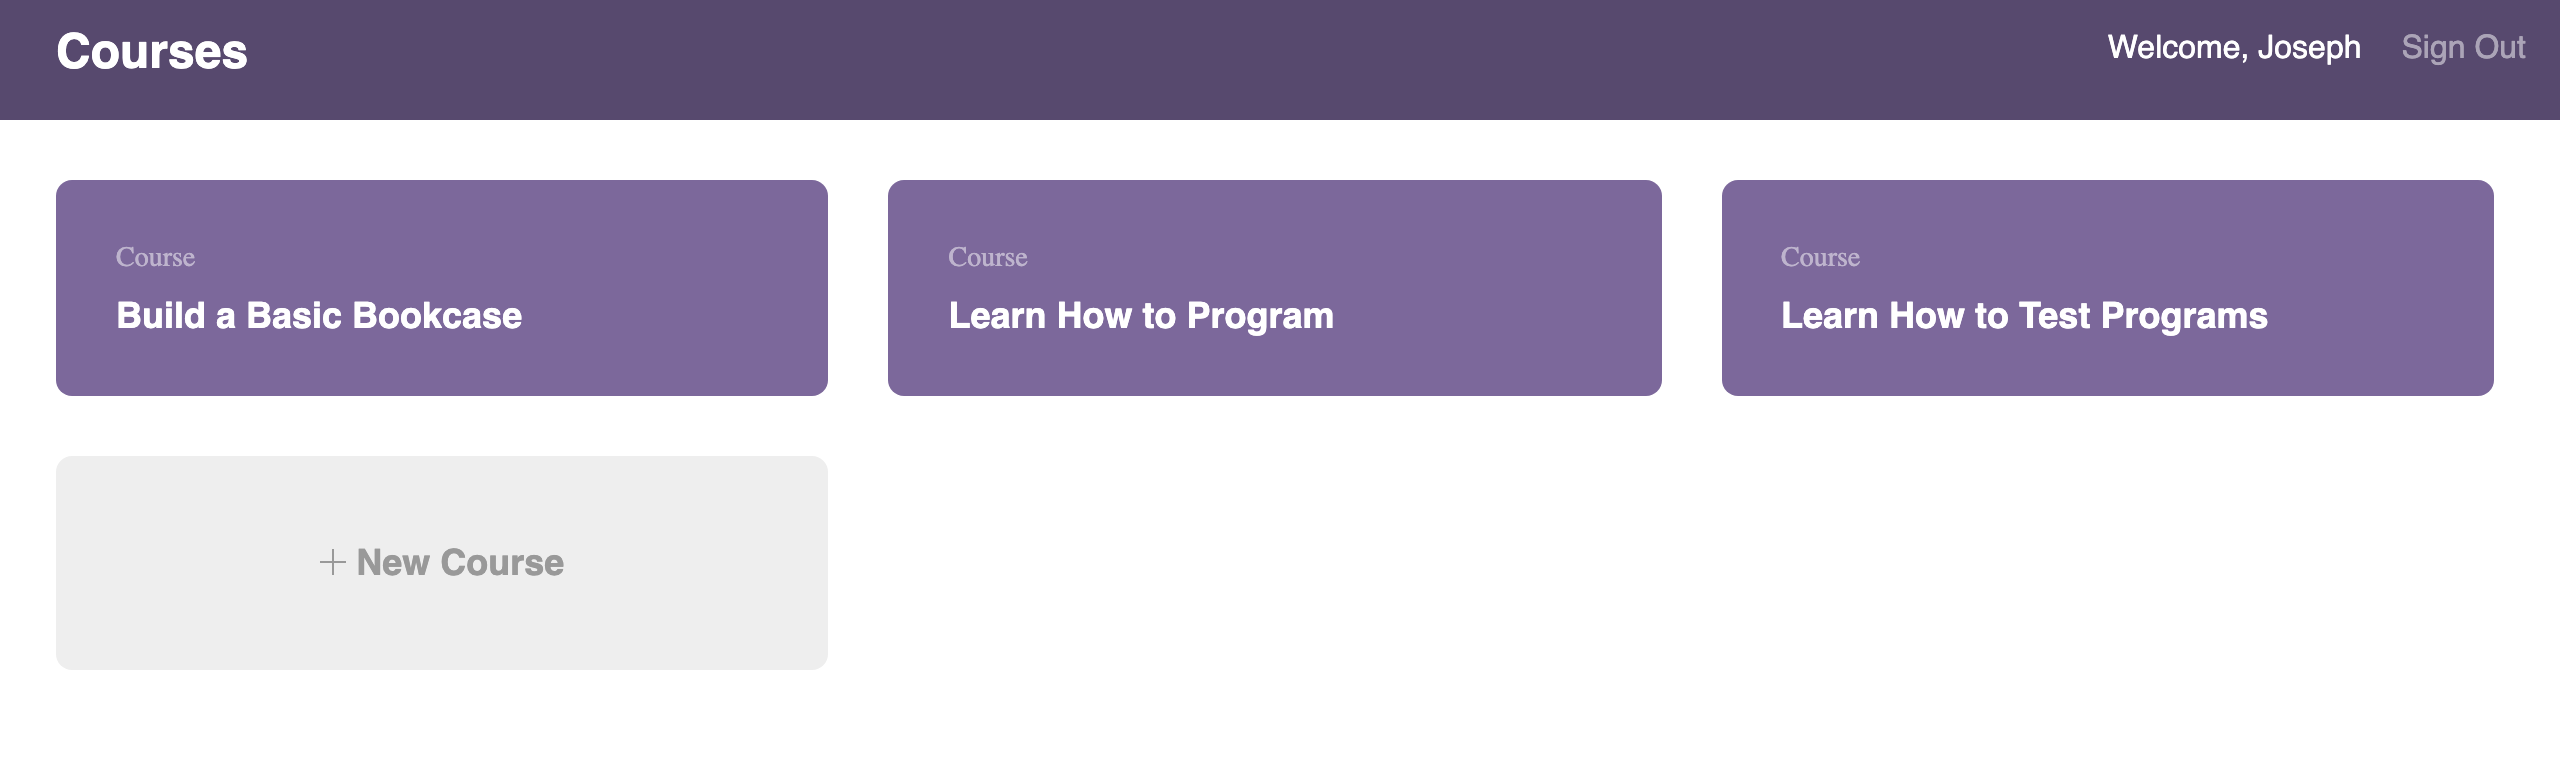 Courses
Welcome, Joseph
Sign Out
Course
Build a Basic Bookcase
Course
Learn How to Program
Course
Learn How to Test Programs
+ New Course